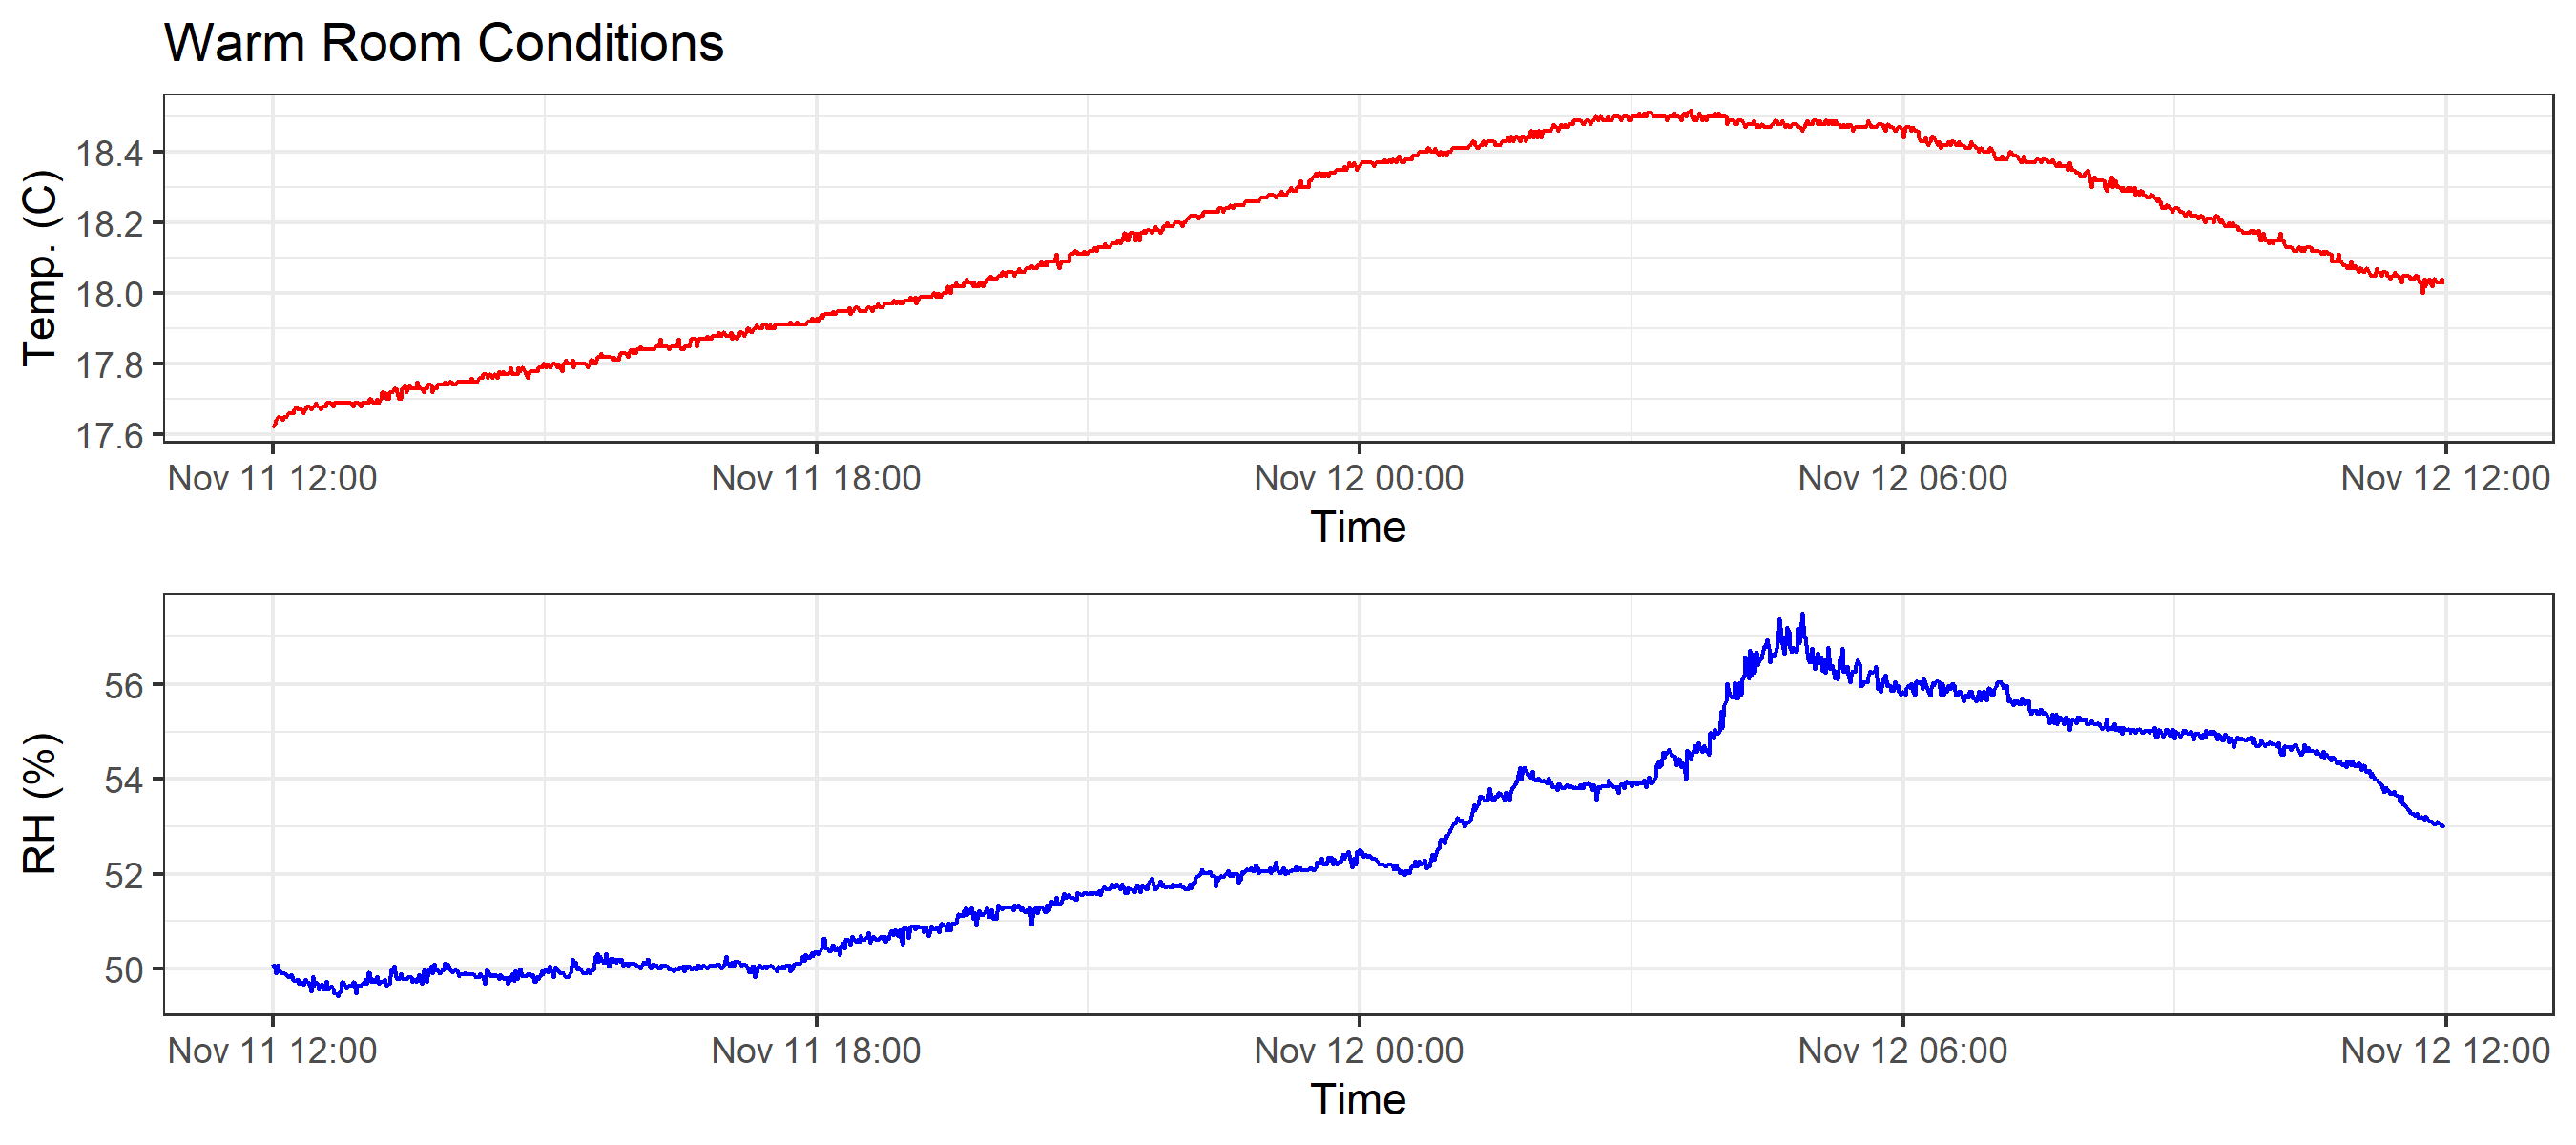 Warm Room Conditions
Temp. (C)
18.4
18.2
18.0
17.8
17.6
Nov 11 12:00 Nov 11 18:00 Nov 12 00:00 Nov 12 06:00 Nov 12 12:00
Time
RH (%)
56
54
52
50
Nov 11 12:00 Nov 11 18:00 Nov 12 00:00 Nov 12 06:00 Nov 12 12:00
Time